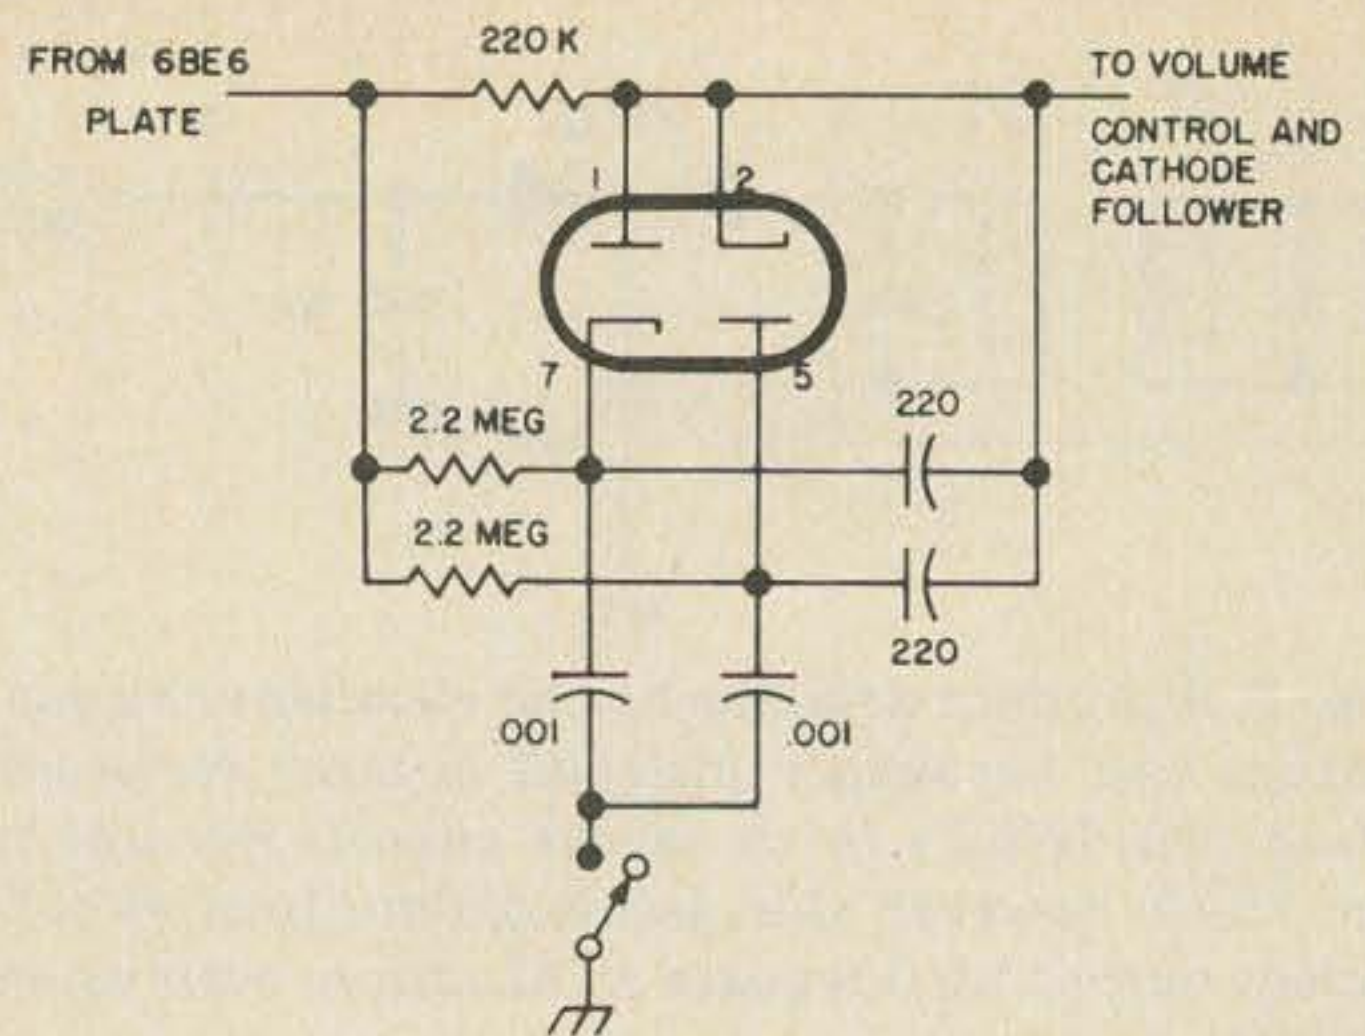 FROM 6BE6
PLATE
220 K
TO VOLUME
CONTROL AND
CATHODE
FOLLOWER
1
2
7
5
2.2 MEG
220
2.2 MEG
220
.001
.001